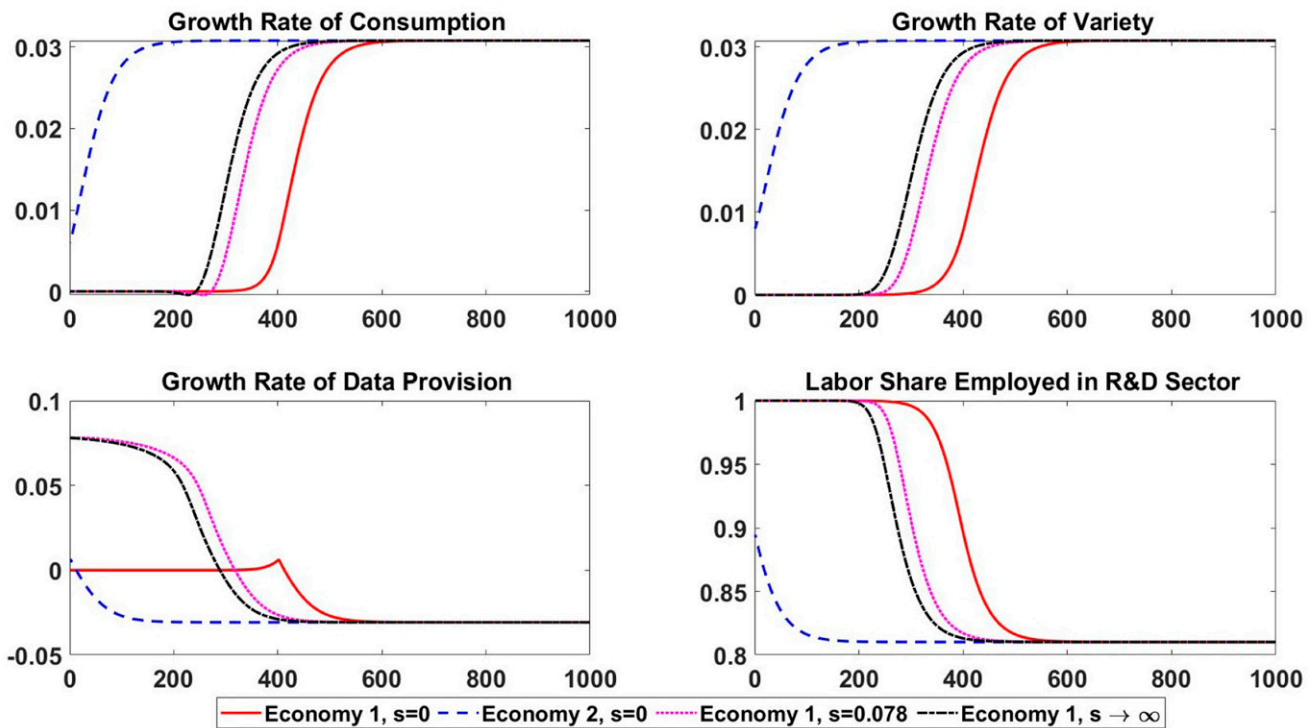 Growth Rate of Consumption
0.03
0.02
0.01
0
0 200 400 600 800 1000
Growth Rate of Variety
0.03
0.02
0.01
0
0 200 400 600 800 1000
Growth Rate of Data Provision
0.1
0.05
0
-0.05
0 200 400 600 800 1000
Labor Share Employed in R&D Sector
1
0.95
0.9
0.85
0.8
0 200 400 600 800 1000
Economy 1, s=0 Economy 2, s=0 Economy 1, s=0.078 Economy 1, s → ∞